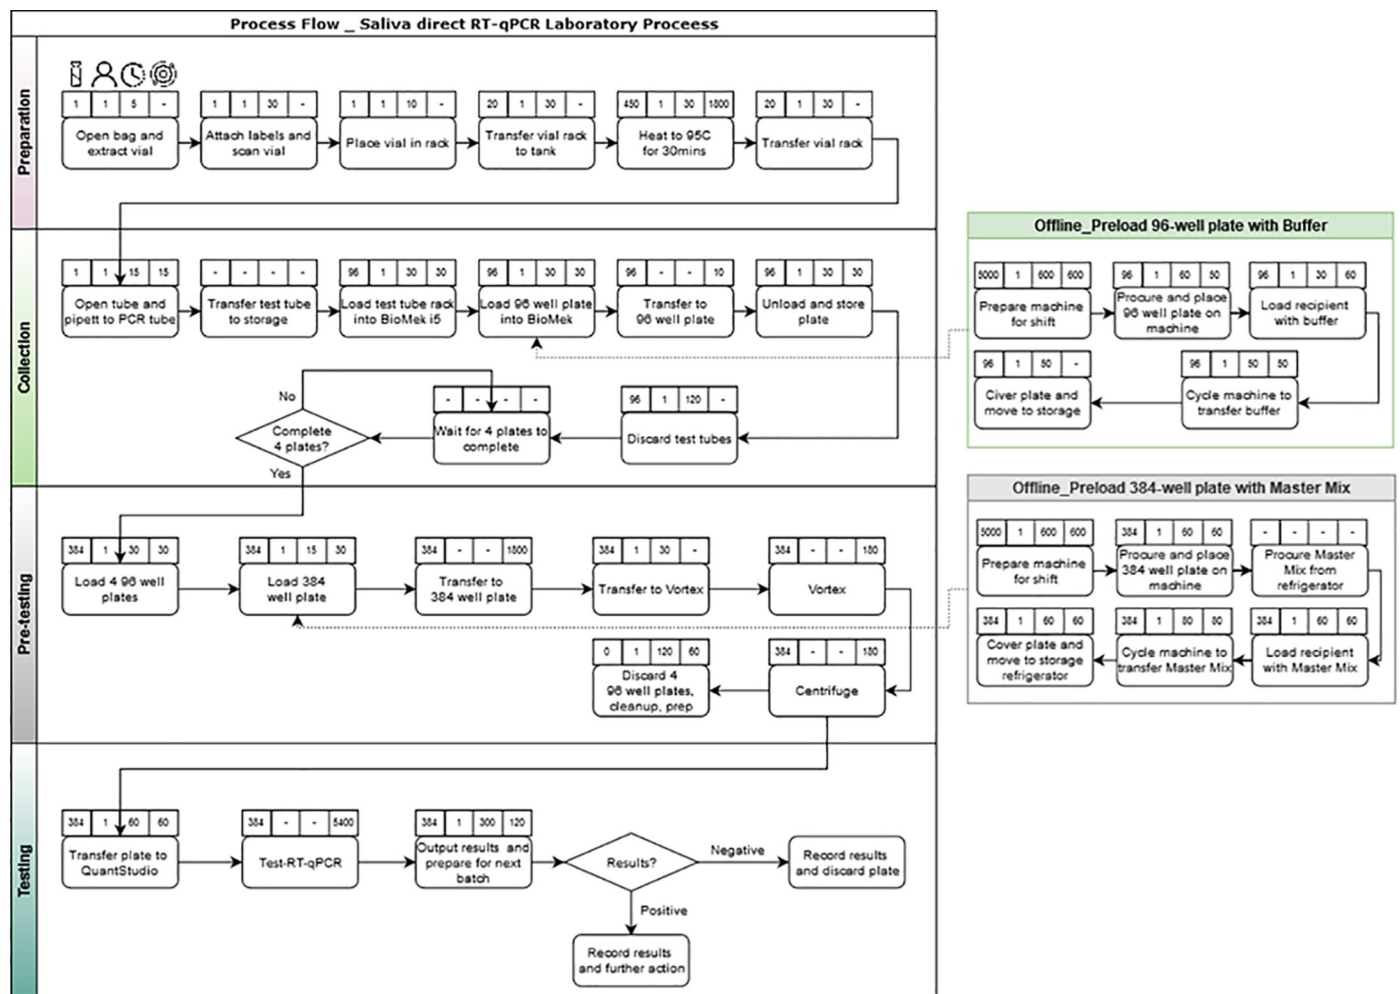 Process Flow _ Saliva direct RT-qPCR Laboratory Proceess
Preparation
1 1 5 -
Open bag and
extract vial
1 1 30 -
Attach labels and
scan vial
1 1 10 -
Place vial in rack
20 1 30 -
Transfer vial rack
to tank
450 1 30 1800
Heat to 95C
for 30mins
20 1 30 -
Transfer vial rack
Collection
1 1 15 15
Open tube and
pipett to PCR tube
- - - -
Transfer test tube
to storage
96 1 30 30
Load test tube rack
into BioMek i5
96 1 30 30
Load 96 well plate
into BioMek
96 - - 10
Transfer to
96 well plate
96 1 30 30
Unload and store
plate
96 1 120 -
Discard test tubes
- - - -
Wait for 4 plates to
complete
Complete
4 plates?
No
Yes
Pre-testing
384 1 30 30
Load 4 96 well
plates
384 1 15 30
Load 384
well plate
384 - - 1800
Transfer to
384 well plate
384 1 30 -
Transfer to Vortex
384 - - 180
Vortex
384 - - 180
Centrifuge
0 1 120 60
Discard 4
96 well plates,
cleanup, prep
Testing
384 1 60 60
Transfer plate to
QuantStudio
384 - - 5400
Test-RT-qPCR
384 1 300 120
Output results and
prepare for next
batch
Results?
Negative
Record results
and discard plate
Positive
Record results
and further action
Offline_Preload 96-well plate with Buffer
5000 1 600 600
Prepare machine
for shift
96 1 60 50
Procure and place
96 well plate on
machine
96 1 30 60
Load recipient
with buffer
96 1 50 50
Cycle machine to
transfer buffer
96 1 50 -
Civer plate and
move to storage
Offline_Preload 384-well plate with Master Mix
5000 1 600 600
Prepare machine
for shift
384 1 60 60
Procure and place
384 well plate on
machine
- - - -
Procure Master
Mix from
refrigerator
384 1 60 60
Load recipient
with Master Mix
384 1 80 80
Cycle machine to
transfer Master Mix
384 1 60 60
Cover plate and
move to storage
refrigerator